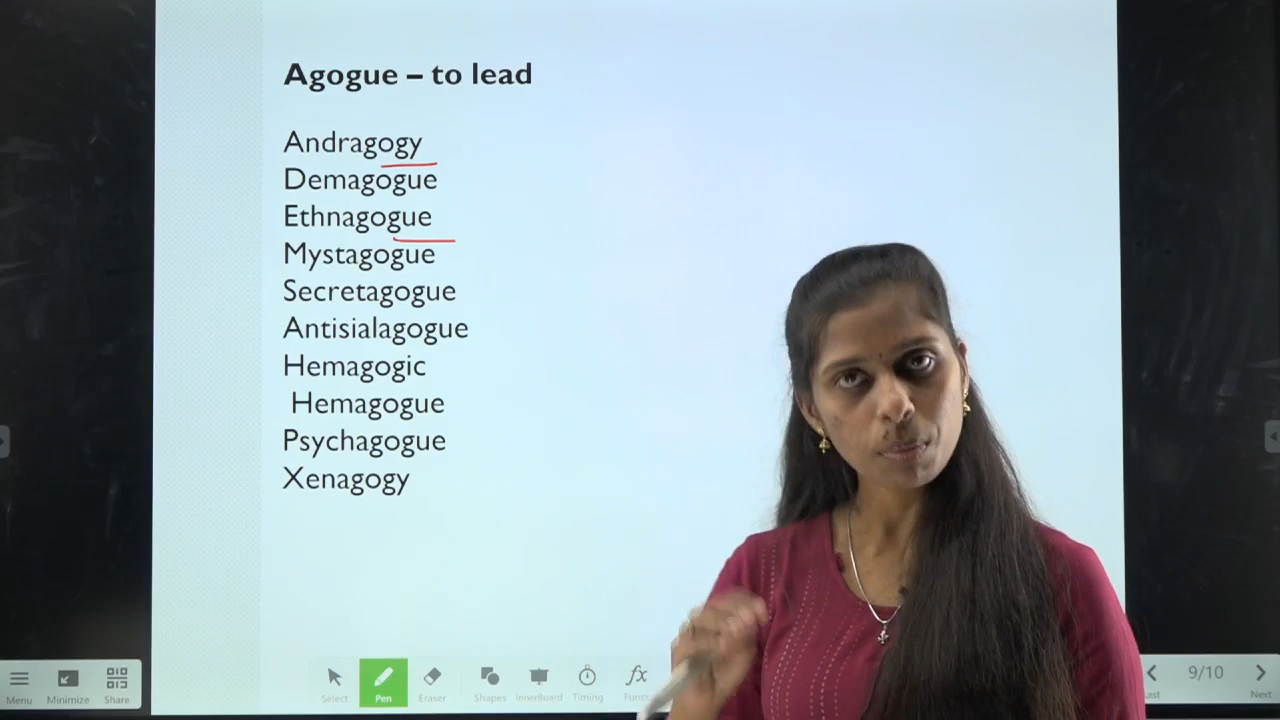 Agogue – to lead
Andragogy
Demagogue
Ethnagogue
Mystagogue
Secretagogue
Antisialagogue
Hemagogic
Hemagogue
Psychagogue
Xenagogy
Menu Minimize Share
Select Pen Eraser Shapes InnerBoard Timing
9/10
Next